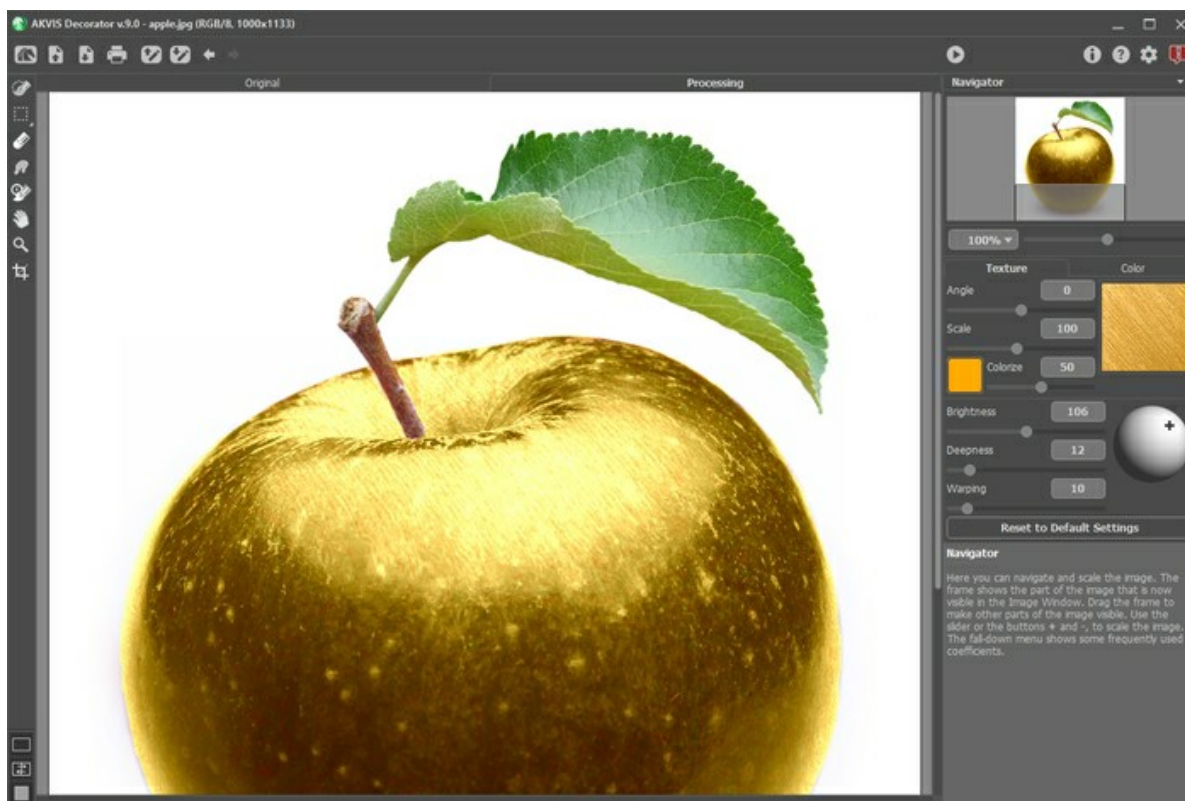 AKVIS Decorator v.9.0 - apple.jpg (RGB/8, 1000x1133)
Original
Processing
Navigator
100%
Texture
Color
Angle
0
Scale
100
Colorize
50
Brightness
106
Deepness
12
Warping
10
Reset to Default Settings
Navigator
Here you can navigate and scale the image. The
frame shows the part of the image that is now
visible in the Image Window. Drag the frame to
make other parts of the image visible. Use the
slider or the buttons + and -, to scale the image.
The fall-down menu shows some frequently used
coefficients.